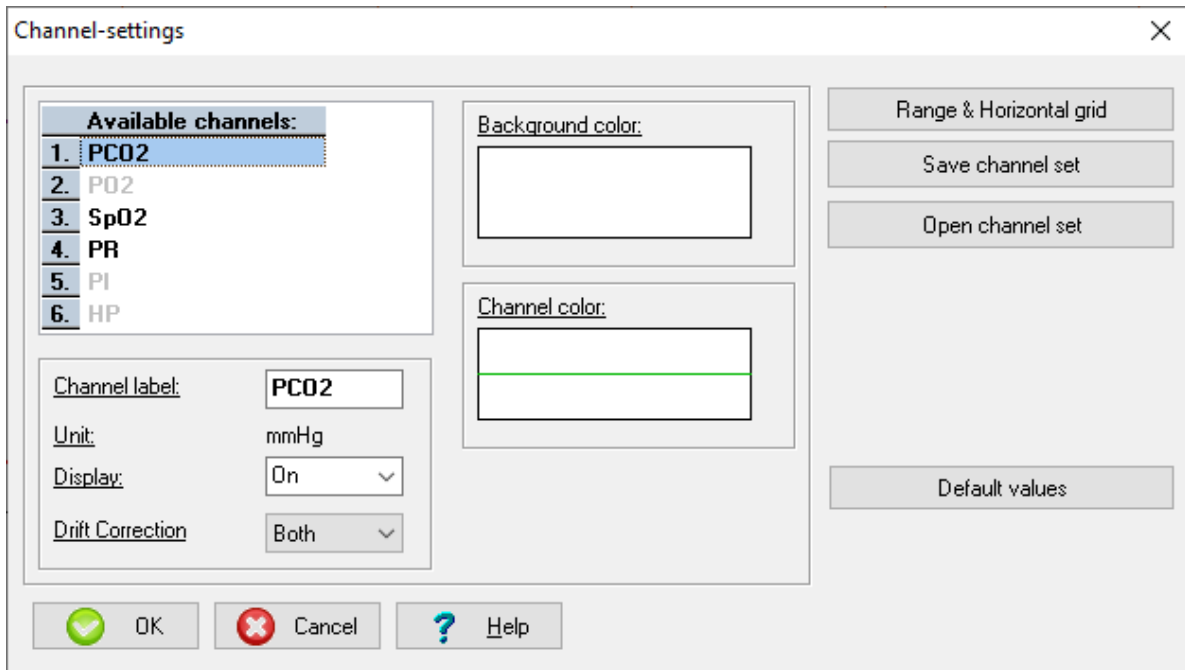 Channel-settings
Available channels:
1. PCO2
2. PO2
3. SpO2
4. PR
5. PI
6. HP
Channel label: PCO2
Unit: mmHg
Display: On
Drift Correction Both
Background color:
Channel color:
Range & Horizontal grid
Save channel set
Open channel set
Default values
OK
Cancel
? Help